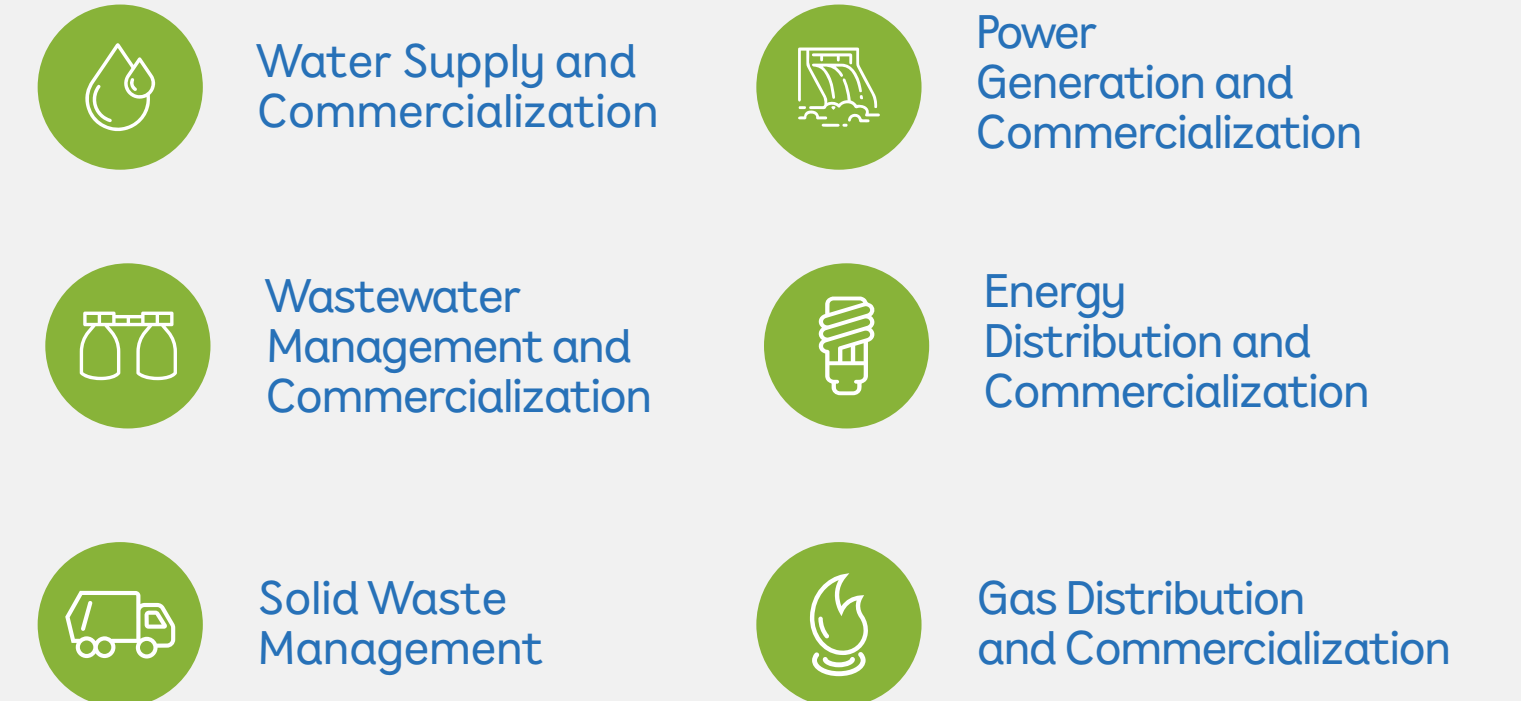 Water Supply and
Commercialization
Power
Generation and
Commercialization
Wastewater
Management and
Commercialization
Energy
Distribution and
Commercialization
Solid Waste
Management
Gas Distribution
and Commercialization